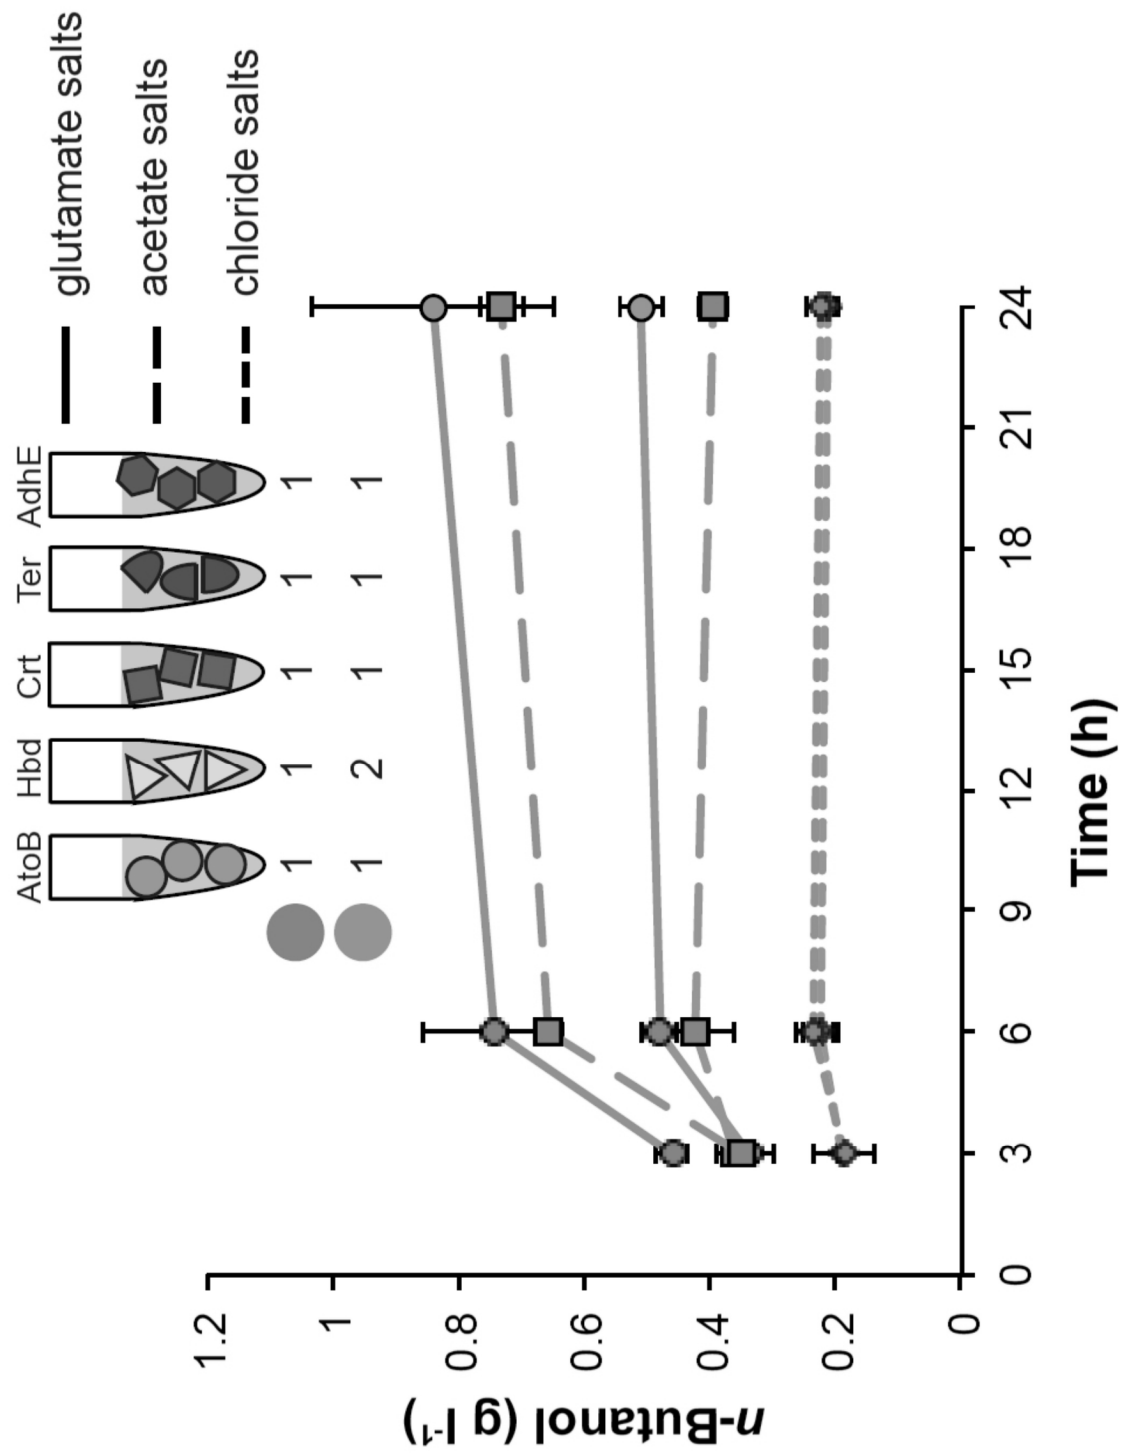 AtoB Hbd Crt Ter AdhE
1 1 1 1 1
1 2 1 1 1
glutamate salts
acetate salts
chloride salts
n-Butanol (g l-1)
1.2
1
0.8
0.6
0.4
0.2
0
0 3 6 9 12 15 18 21 24
Time (h)